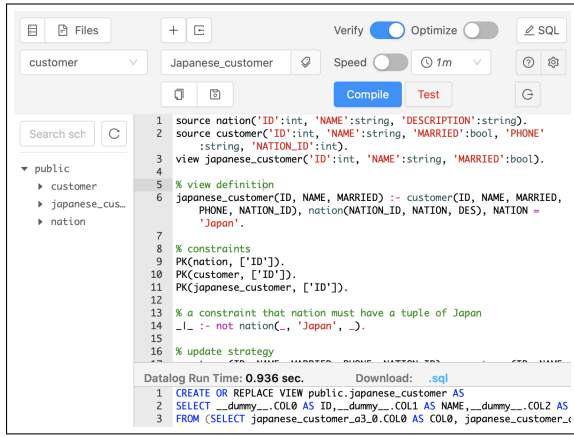 Files
Verify
Optimize
SQL
customer
Japanese_customer
Speed
1m
Compile
Test
Search sch
public
customer
japanese_cus...
nation
1 source nation('ID':int, 'NAME':string, 'DESCRIPTION':string).
2 source customer('ID':int, 'NAME':string, 'MARRIED':bool, 'PHONE'
:string, 'NATION_ID':int).
3 view japanese_customer('ID':int, 'NAME':string, 'MARRIED':bool).
4
5 % view definition
6 japanese_customer(ID, NAME, MARRIED) :- customer(ID, NAME, MARRIED,
PHONE, NATION_ID), nation(NATION_ID, NATION, DES), NATION =
'Japan'.
7
8 % constraints
9 PK(nation, ['ID']).
10 PK(customer, ['ID']).
11 PK(japanese_customer, ['ID']).
12
13 % a constraint that nation must have a tuple of Japan
14 _|_ :- not nation(_, 'Japan', _).
15
16 % update strategy
Datalog Run Time: 0.936 sec.
Download: .sql
1 CREATE OR REPLACE VIEW public.japanese_customer AS
2 SELECT __dummy__.COL0 AS ID,__dummy__.COL1 AS NAME,__dummy__.COL2 AS
3 FROM (SELECT japanese_customer_a3_0.COL0 AS COL0, japanese_customer_a